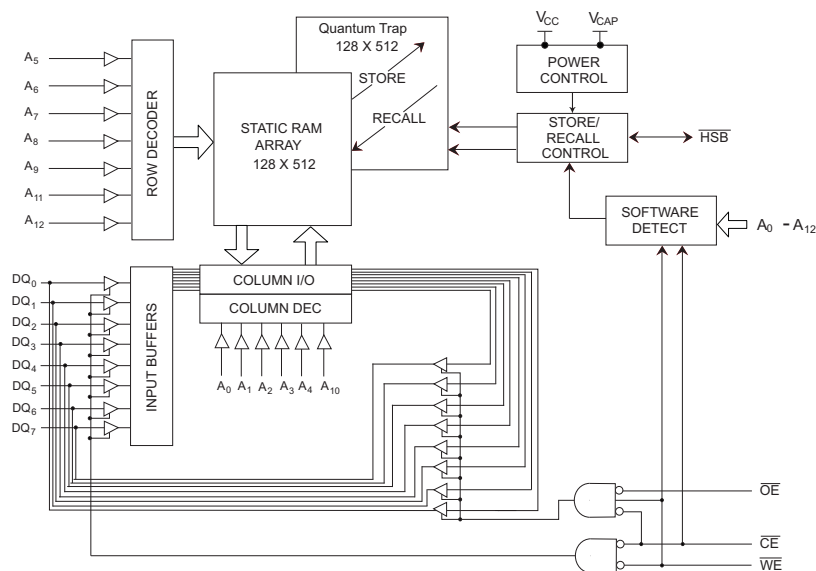 Quantum Trap
128 X 512
STORE
RECALL
STATIC RAM
ARRAY
128 X 512
V_CC
V_CAP
POWER
CONTROL
STORE/
RECALL
CONTROL
HSB
SOFTWARE
DETECT
A0 - A12
A5
A6
A7
A8
A9
A11
A12
ROW DECODER
DQ0
DQ1
DQ2
DQ3
DQ4
DQ5
DQ6
DQ7
INPUT BUFFERS
COLUMN I/O
COLUMN DEC
A0 A1 A2 A3 A4 A10
OE
CE
WE